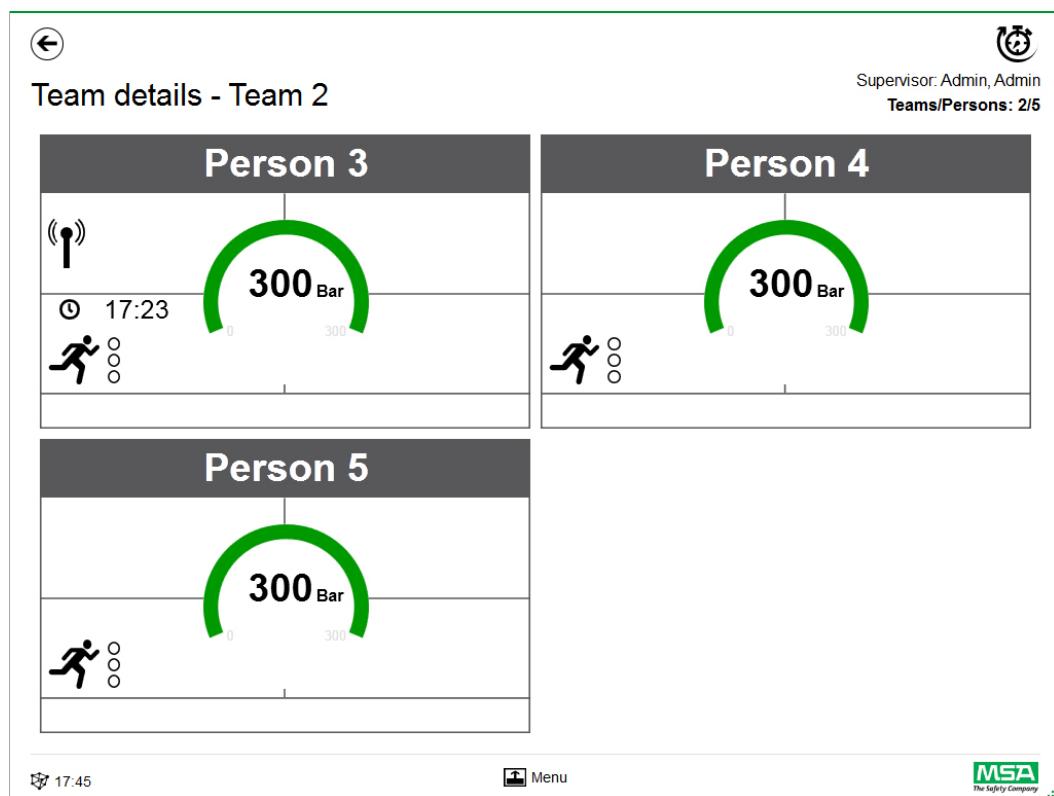 Supervisor: Admin, Admin
Team details - Team 2
Teams/Persons: 2/5
Person 3
300 Bar
0 300
17:23
Person 4
300 Bar
0 300
Person 5
300 Bar
0 300
17:45
Menu
MSA
The Safety Company